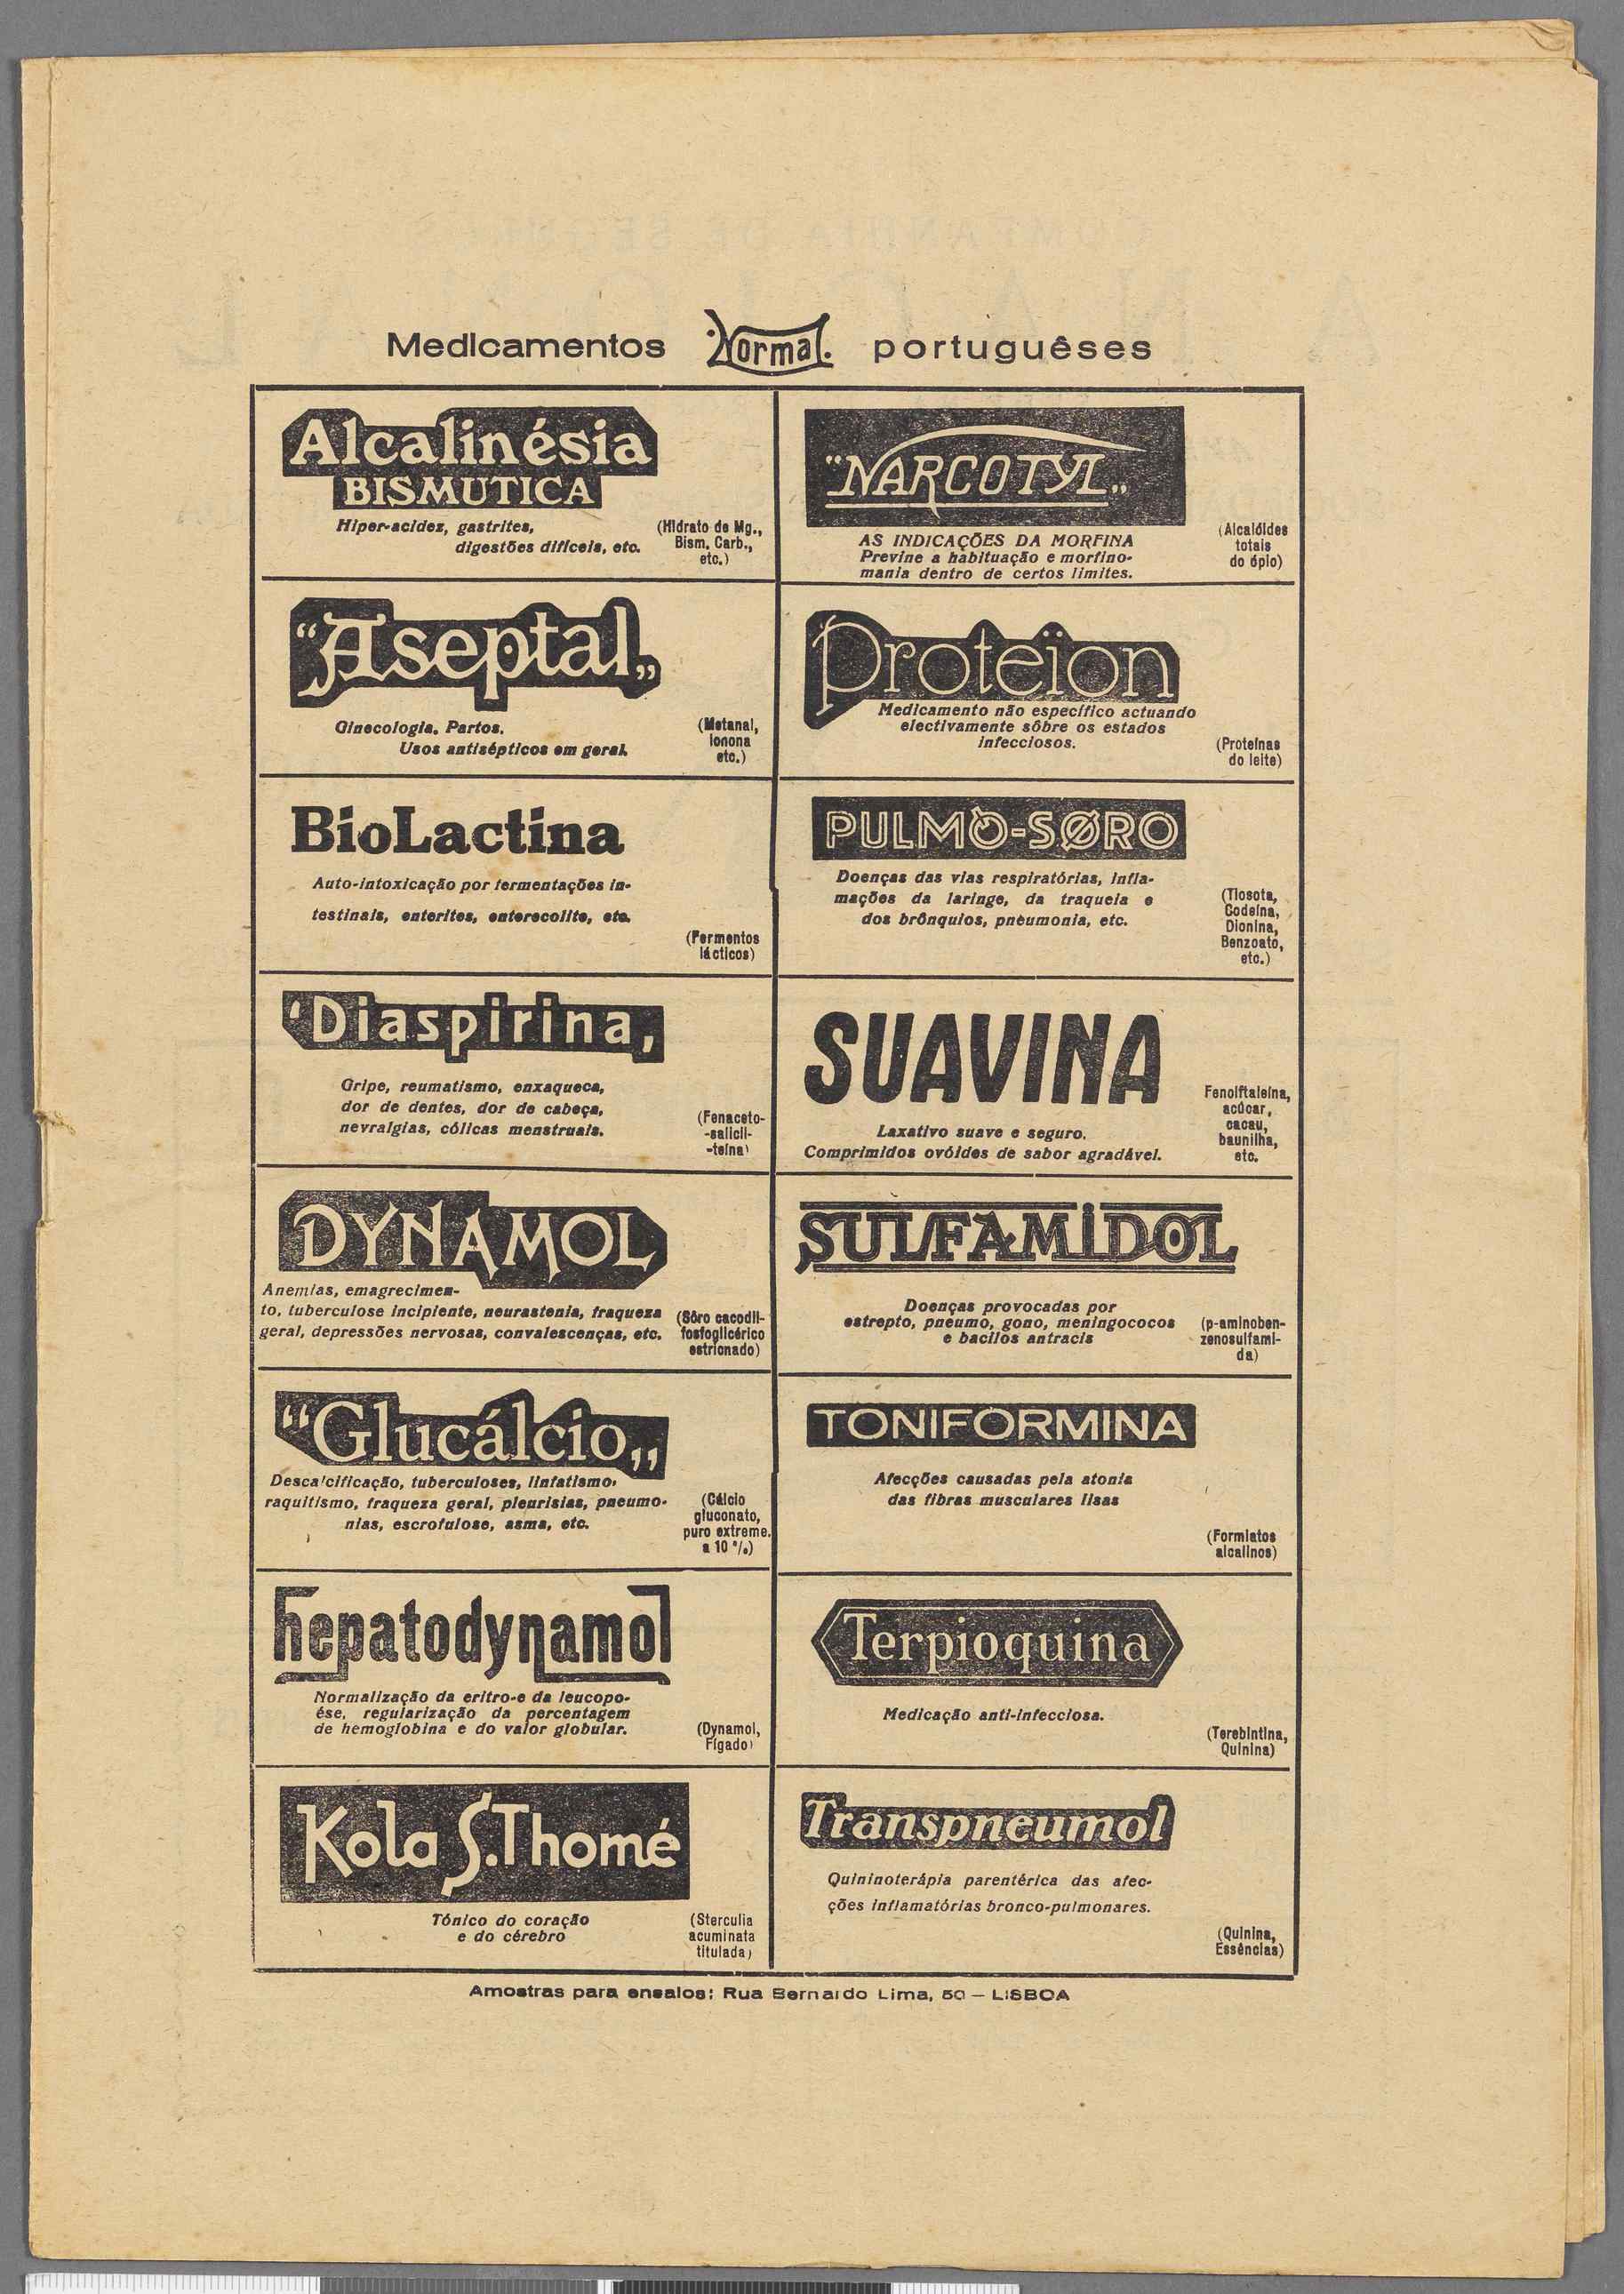 Medicamentos Normal portuguêses
Alcalinésia
BISMUTICA
Hiper-acidez, gastrites,
digestões difíceis, etc.
(Hidrato de Mg.,
Bism. Carb.,
etc.)
"Aseptal„
Ginecologia. Partos.
Usos antisépticos em geral.
(Metanal,
Ionona
etc.)
BioLactina
Auto-intoxicação por fermentações in-
testinais, enterites, enterocolite, etc.
(Fermentos
lácticos)
'Diaspirina,
Gripe, reumatismo, enxaqueca,
dor de dentes, dor de cabeça,
nevralgias, cólicas menstruais.
(Fenaceto-
-salicil-
-teína)
DYNAMOL
Anemias, emagrecimen-
to, tuberculose incipiente, neurastenia, fraqueza
geral, depressões nervosas, convalescenças, etc.
(Sôro cacodil-
fosfoglicérico
estrionado)
"Glucálcio„
Descalcificação, tuberculoses, linfatismo,
raquitismo, fraqueza geral, pleurisias, pneumo-
nias, escrofulose, asma, etc.
(Cálcio
gluconato,
puro extreme.
a 10 %)
hepatodynamol
Normalização da eritro-e da leucopo-
ése, regularização da percentagem
de hemoglobina e do valor globular.
(Dynamol,
Fígado)
Kola S. Thomé
Tónico do coração
e do cérebro
(Sterculia
acuminata
titulada)
"NARCOTYL„
AS INDICAÇÕES DA MORFINA
Previne a habituação e morfino-
mania dentro de certos limites.
(Alcalóides
totais
do ópio)
Proteïon
Medicamento não específico actuando
electivamente sôbre os estados
infecciosos.
(Proteínas
do leite)
PULMO-SØRO
Doenças das vias respiratórias, infla-
mações da laringe, da traqueia e
dos brônquios, pneumonia, etc.
(Tiosota,
Codeína,
Dionina,
Benzoato,
etc.)
SUAVINA
Laxativo suave e seguro.
Comprimidos ovóides de sabor agradável.
Fenolftaleína,
acúcar,
cacau,
baunilha,
etc.
SULFAMIDOL
Doenças provocadas por
estrepto, pneumo, gono, meningococos
e bacilos antracis
(p-aminoben-
zenosulfami-
da)
TONIFORMINA
Afecções causadas pela atonia
das fibras musculares lisas
(Formiatos
alcalinos)
Terpioquina
Medicação anti-infecciosa.
(Terebintina,
Quinina)
Transpneumol
Quininoterápia parentérica das afec-
ções inflamatórias bronco-pulmonares.
(Quinina,
Essências)
Amostras para ensaios: Rua Bernardo Lima, 50 — LISBOA